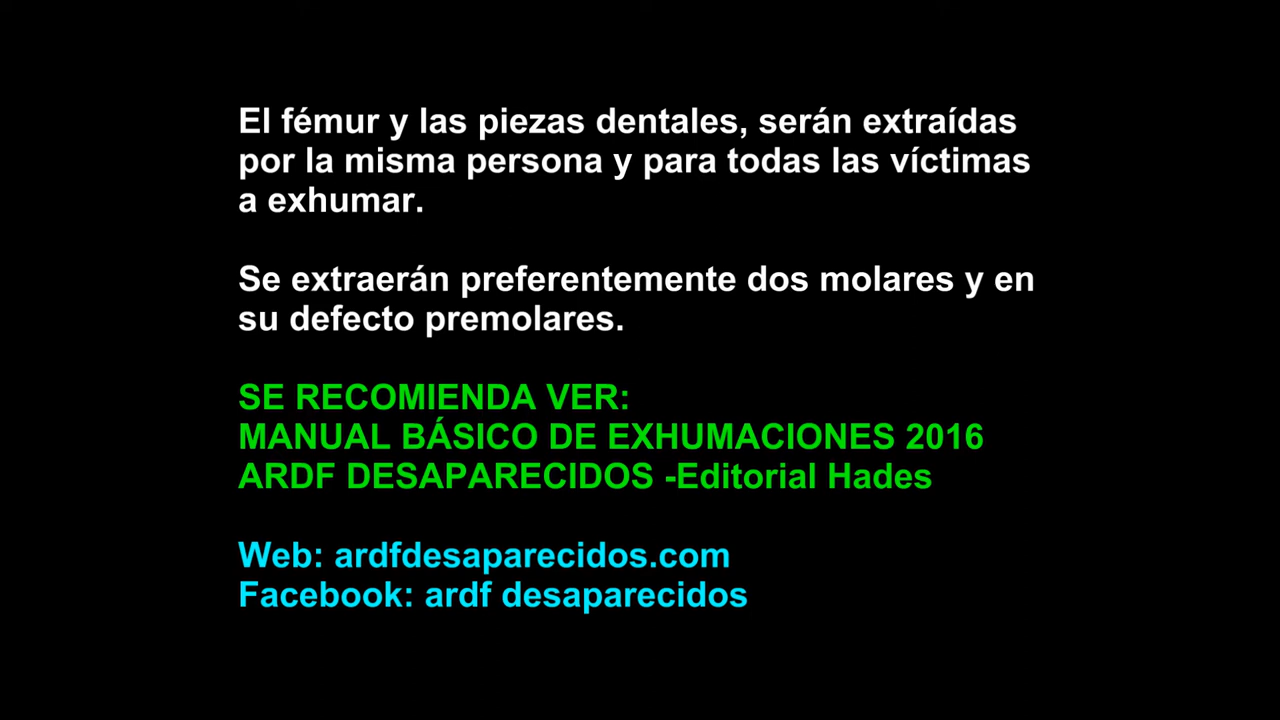 El fémur y las piezas dentales, serán extraídas
por la misma persona y para todas las víctimas
a exhumar.
Se extraerán preferentemente dos molares y en
su defecto premolares.
SE RECOMIENDA VER:
MANUAL BÁSICO DE EXHUMACIONES 2016
ARDF DESAPARECIDOS -Editorial Hades
Web: ardfdesaparecidos.com
Facebook: ardf desaparecidos